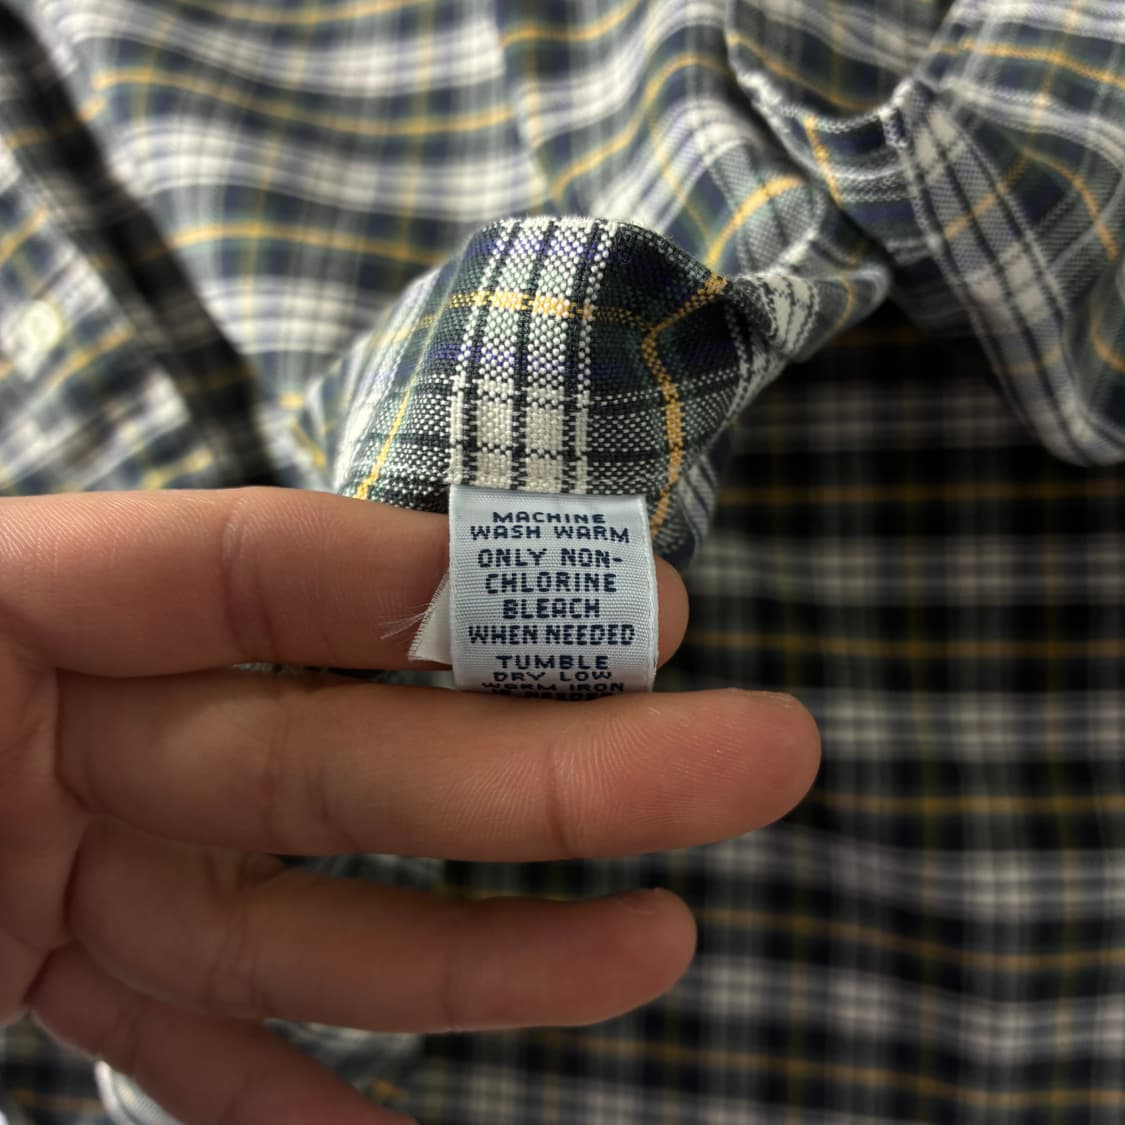 MACHINE
WASH WARM
ONLY NON-
CHLORINE
BLEACH
WHEN NEEDED
TUMBLE
DRY LOW
WARM IRON